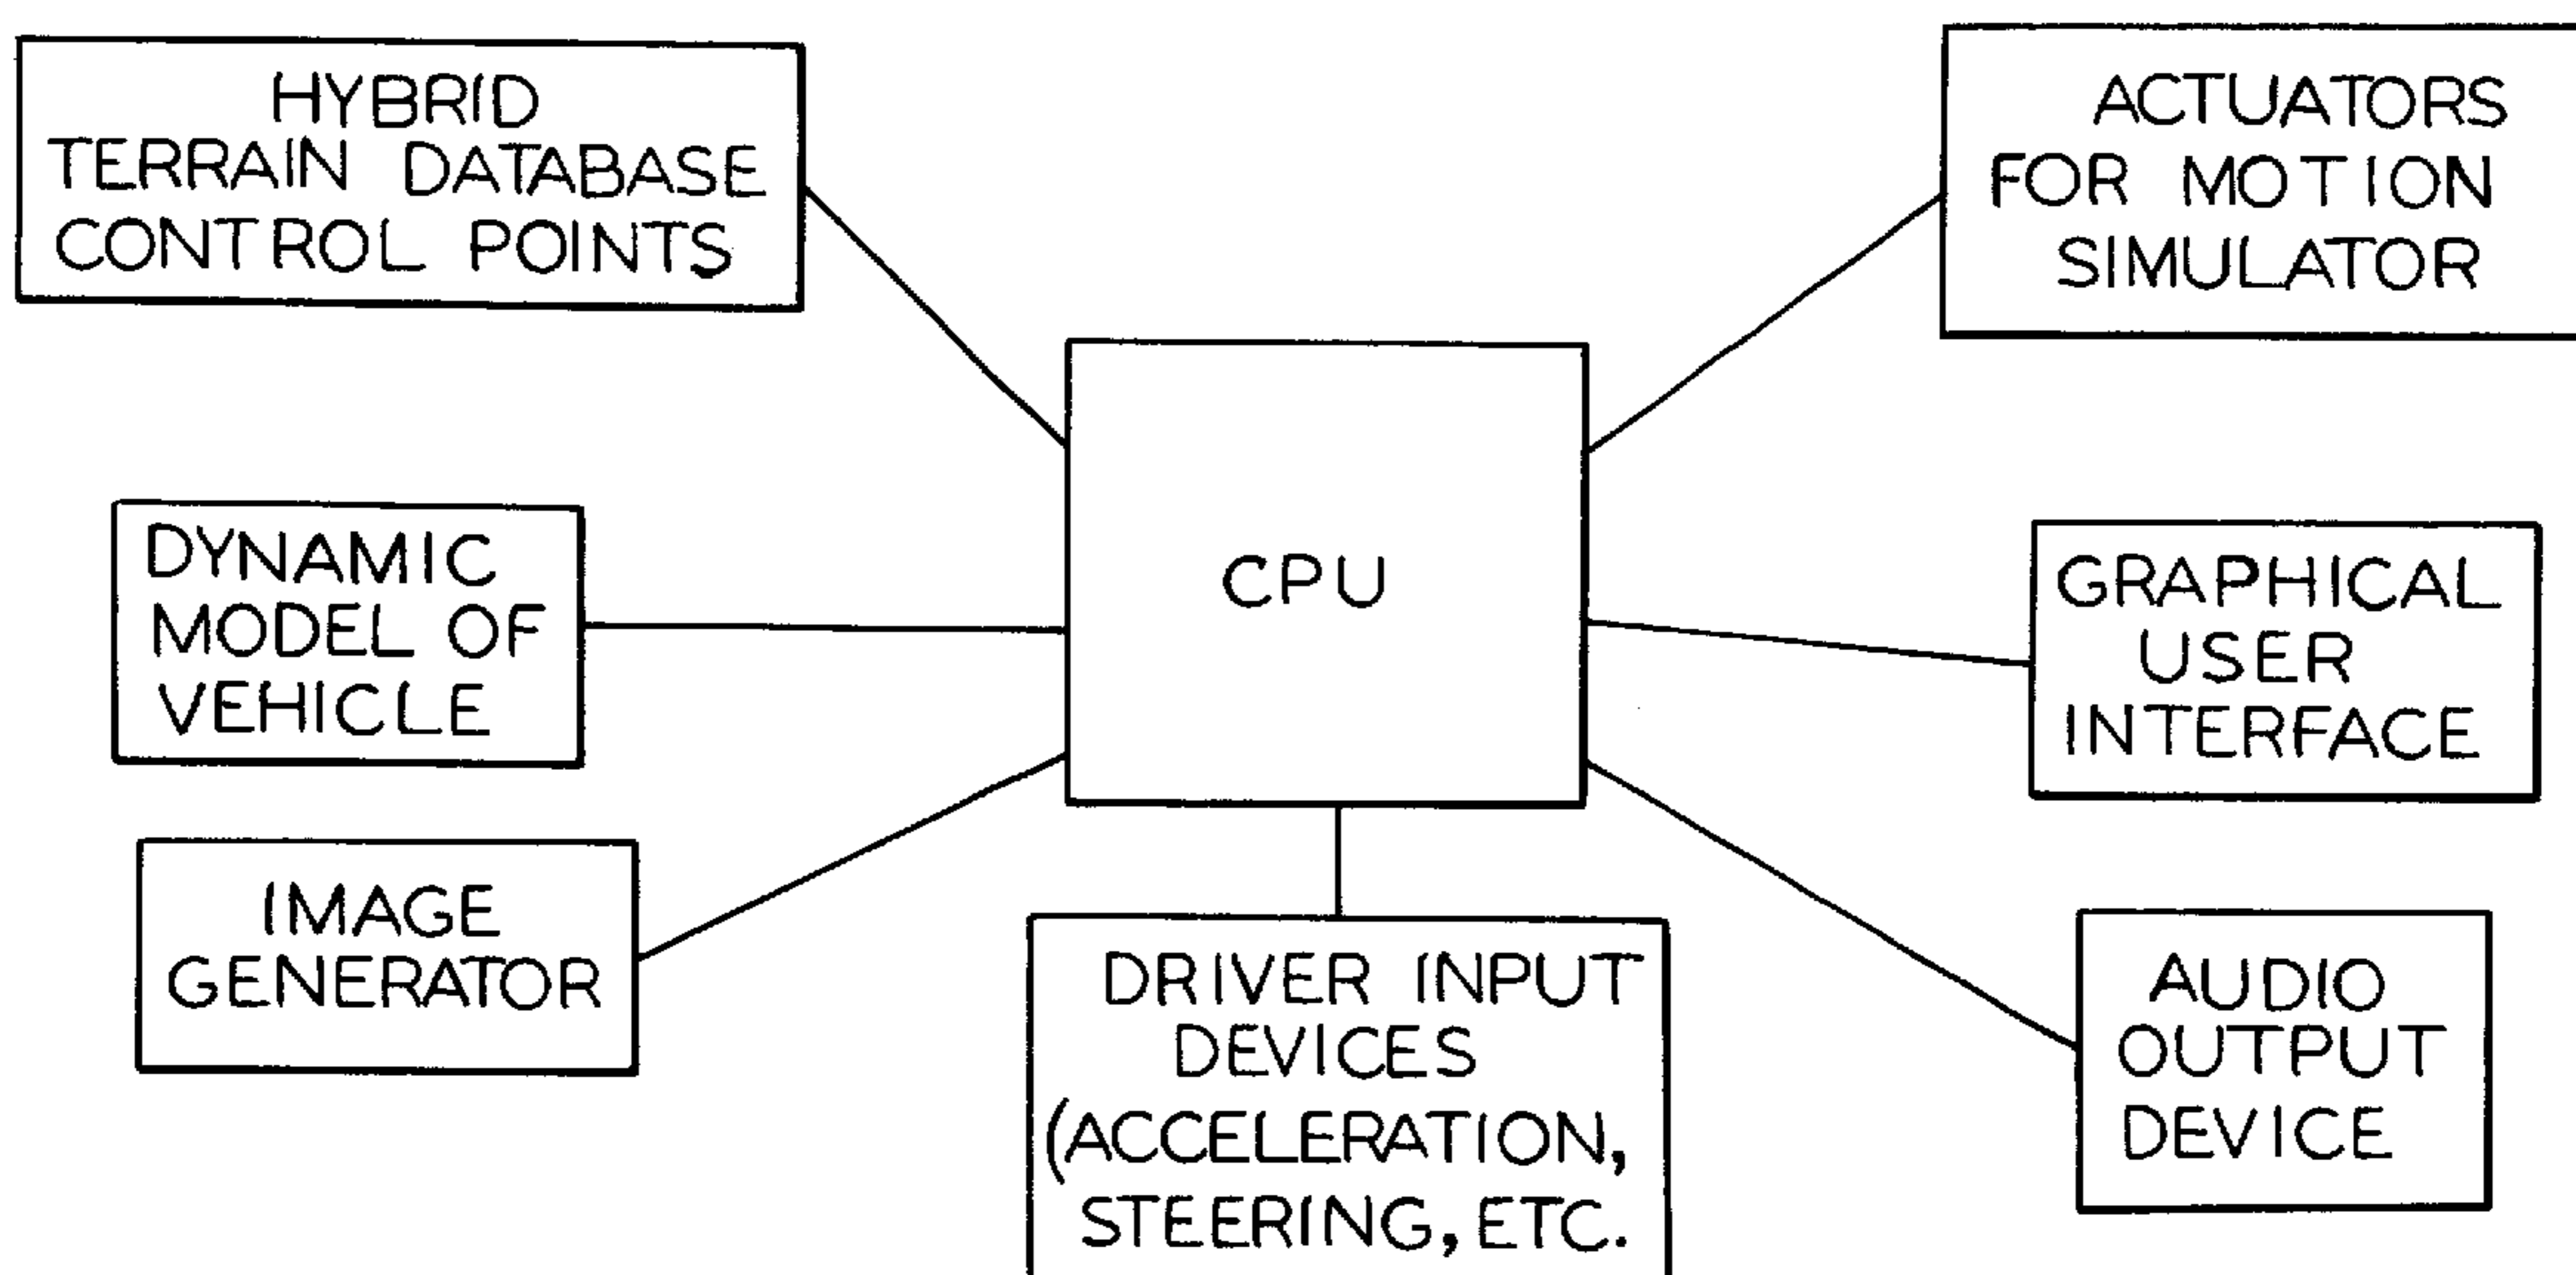 HYBRID
TERRAIN DATABASE
CONTROL POINTS
ACTUATORS
FOR MOTION
SIMULATOR
CPU
DYNAMIC
MODEL OF
VEHICLE
GRAPHICAL
USER
INTERFACE
IMAGE
GENERATOR
DRIVER INPUT
DEVICES
(ACCELERATION,
STEERING, ETC.
AUDIO
OUTPUT
DEVICE